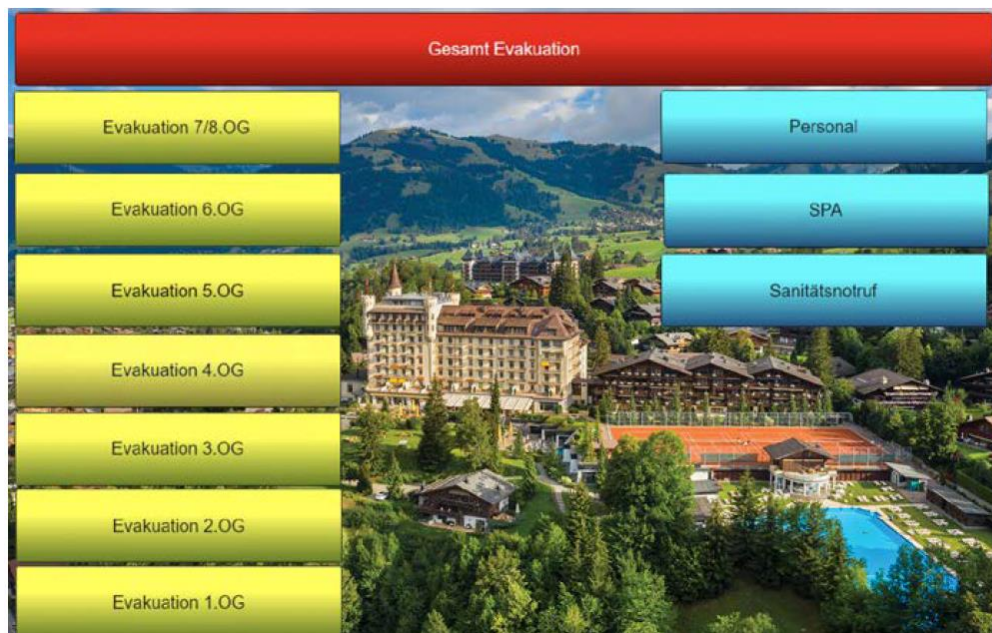 Gesamt Evakuation
Evakuation 7/8.OG
Personal
Evakuation 6.OG
SPA
Evakuation 5.OG
Sanitätsnotruf
Evakuation 4.OG
Evakuation 3.OG
Evakuation 2.OG
Evakuation 1.OG